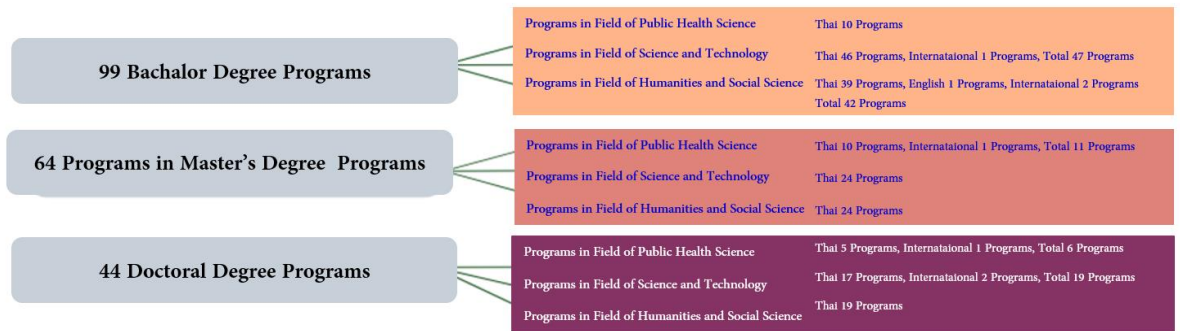 99 Bachalor Degree Programs
Programs in Field of Public Health Science Thai 10 Programs
Programs in Field of Science and Technology Thai 46 Programs, Internataional 1 Programs, Total 47 Programs
Programs in Field of Humanities and Social Science Thai 39 Programs, English 1 Programs, Internataional 2 Programs
Total 42 Programs
64 Programs in Master’s Degree Programs
Programs in Field of Public Health Science Thai 10 Programs, Internataional 1 Programs, Total 11 Programs
Programs in Field of Science and Technology Thai 24 Programs
Programs in Field of Humanities and Social Science Thai 24 Programs
44 Doctoral Degree Programs
Programs in Field of Public Health Science Thai 5 Programs, Internataional 1 Programs, Total 6 Programs
Programs in Field of Science and Technology Thai 17 Programs, Internataional 2 Programs, Total 19 Programs
Programs in Field of Humanities and Social Science Thai 19 Programs